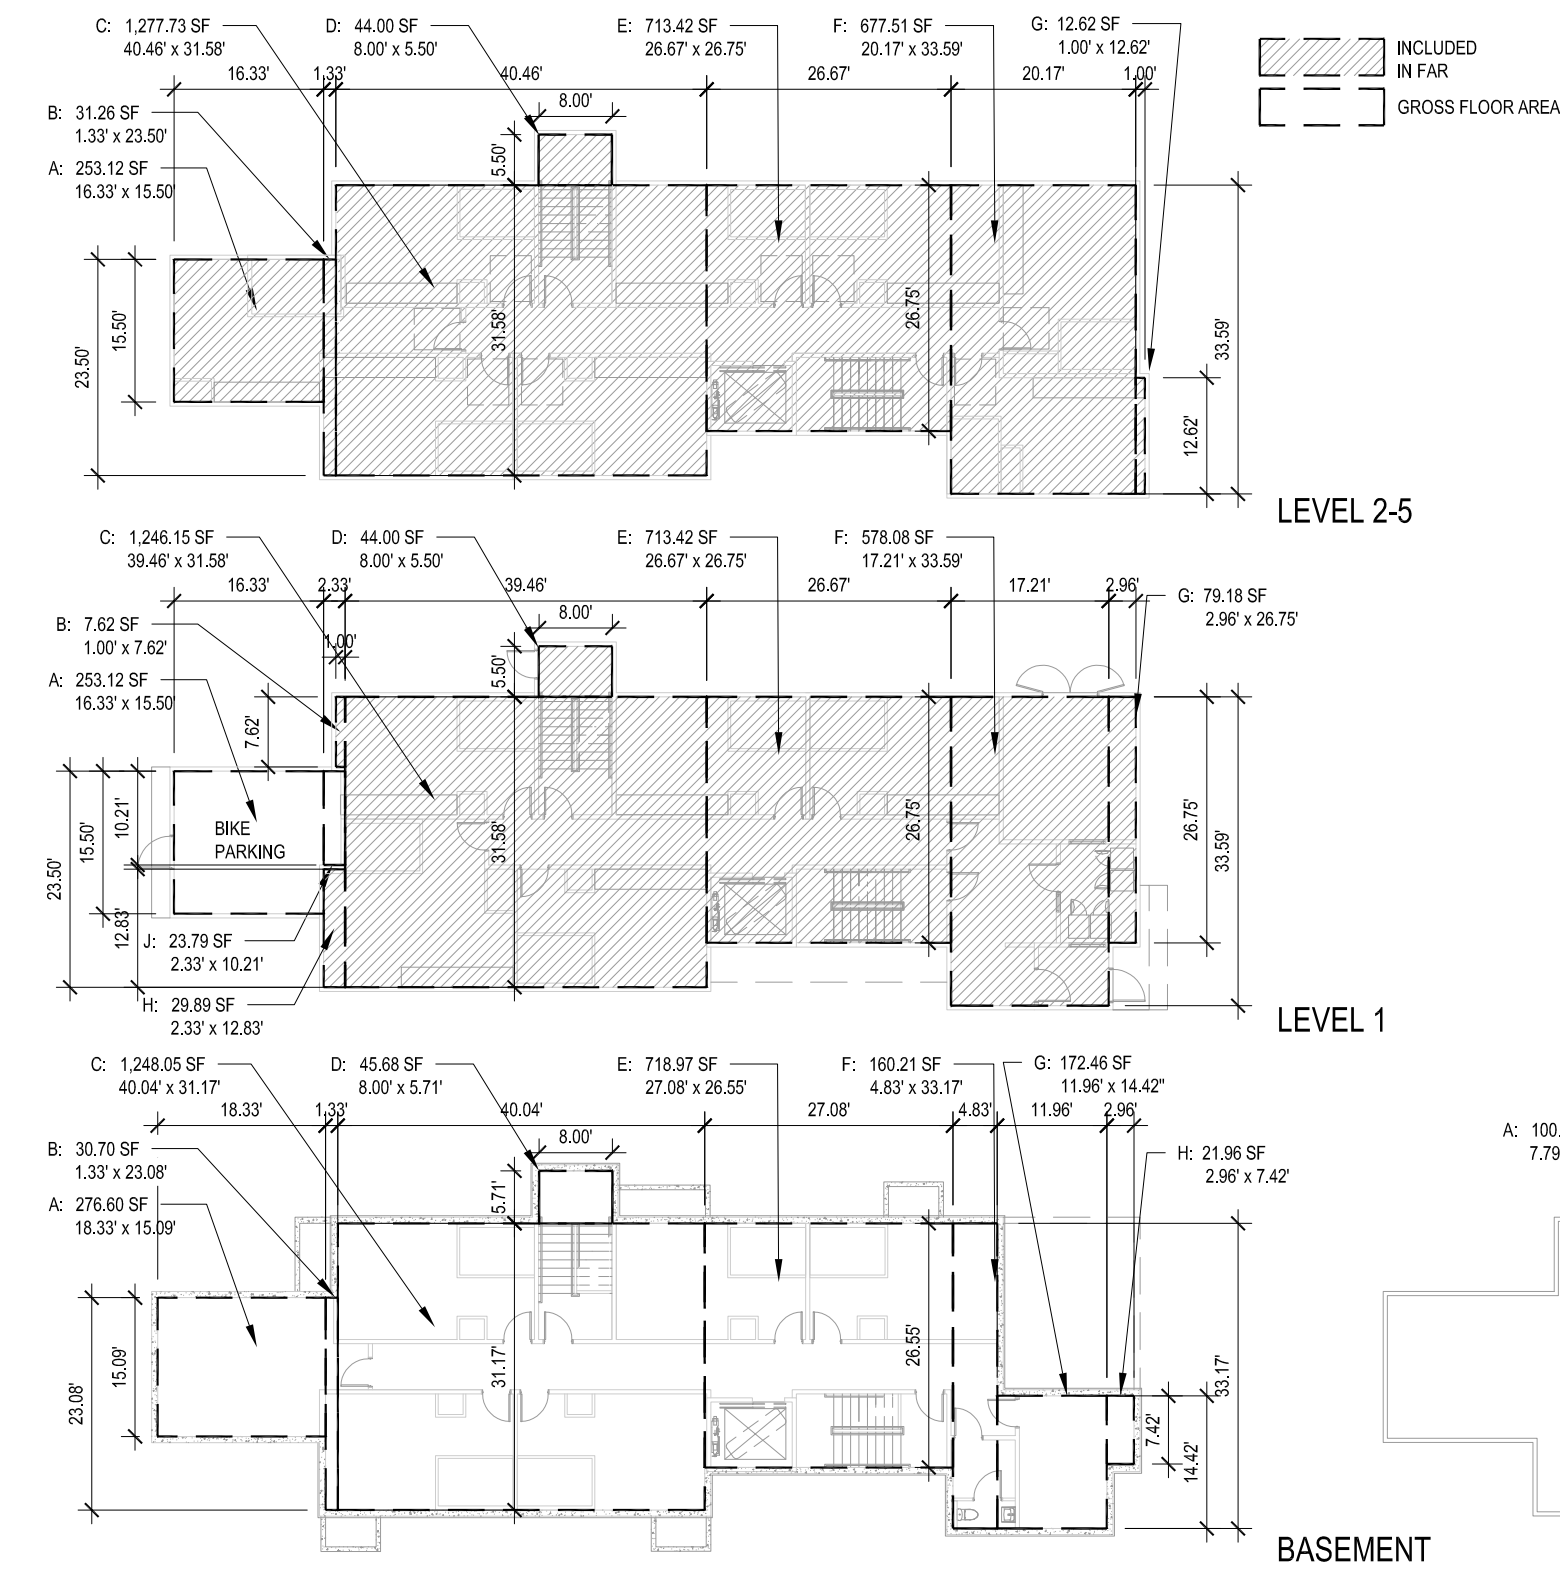 C: 1,277.73 SF
40.46' x 31.58'
D: 44.00 SF
8.00' x 5.50'
E: 713.42 SF
26.67' x 26.75'
F: 677.51 SF
20.17' x 33.59'
G: 12.62 SF
1.00' x 12.62'
INCLUDED
IN FAR
GROSS FLOOR AREA
16.33'
1.33'
40.46'
26.67'
20.17'
1.00'
8.00'
B: 31.26 SF
1.33' x 23.50'
A: 253.12 SF
16.33' x 15.50'
5.50'
23.50'
15.50'
31.58'
26.75'
33.59'
12.62'
LEVEL 2-5
C: 1,246.15 SF
39.46' x 31.58'
D: 44.00 SF
8.00' x 5.50'
E: 713.42 SF
26.67' x 26.75'
F: 578.08 SF
17.21' x 33.59'
16.33'
2.33'
39.46'
26.67'
17.21'
2.96'
G: 79.18 SF
2.96' x 26.75'
8.00'
B: 7.62 SF
1.00' x 7.62'
1.00'
A: 253.12 SF
16.33' x 15.50'
5.50'
7.62'
23.50'
15.50'
10.21'
12.83'
BIKE
PARKING
31.58'
26.75'
26.75'
33.59'
J: 23.79 SF
2.33' x 10.21'
H: 29.89 SF
2.33' x 12.83'
LEVEL 1
C: 1,248.05 SF
40.04' x 31.17'
D: 45.68 SF
8.00' x 5.71'
E: 718.97 SF
27.08' x 26.55'
F: 160.21 SF
4.83' x 33.17'
G: 172.46 SF
11.96' x 14.42"
18.33'
1.33'
40.04'
27.08'
4.83'
11.96'
2.96'
8.00'
B: 30.70 SF
1.33' x 23.08'
A: 276.60 SF
18.33' x 15.09'
H: 21.96 SF
2.96' x 7.42'
A: 100.
7.79
5.71'
23.08'
15.09'
31.17'
26.55'
33.17'
7.42'
14.42'
BASEMENT